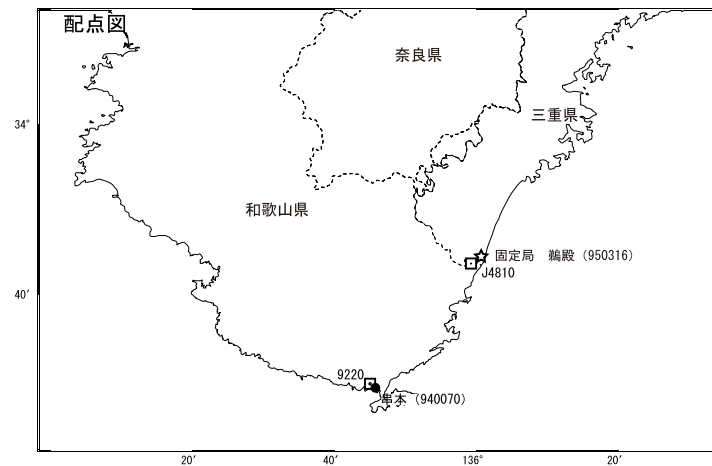 配点図
奈良県
三重県
34°
和歌山県
固定局　鵜殿（950316）
J4810
40′
9220
串本（940070）
20′
40′
136°
20′